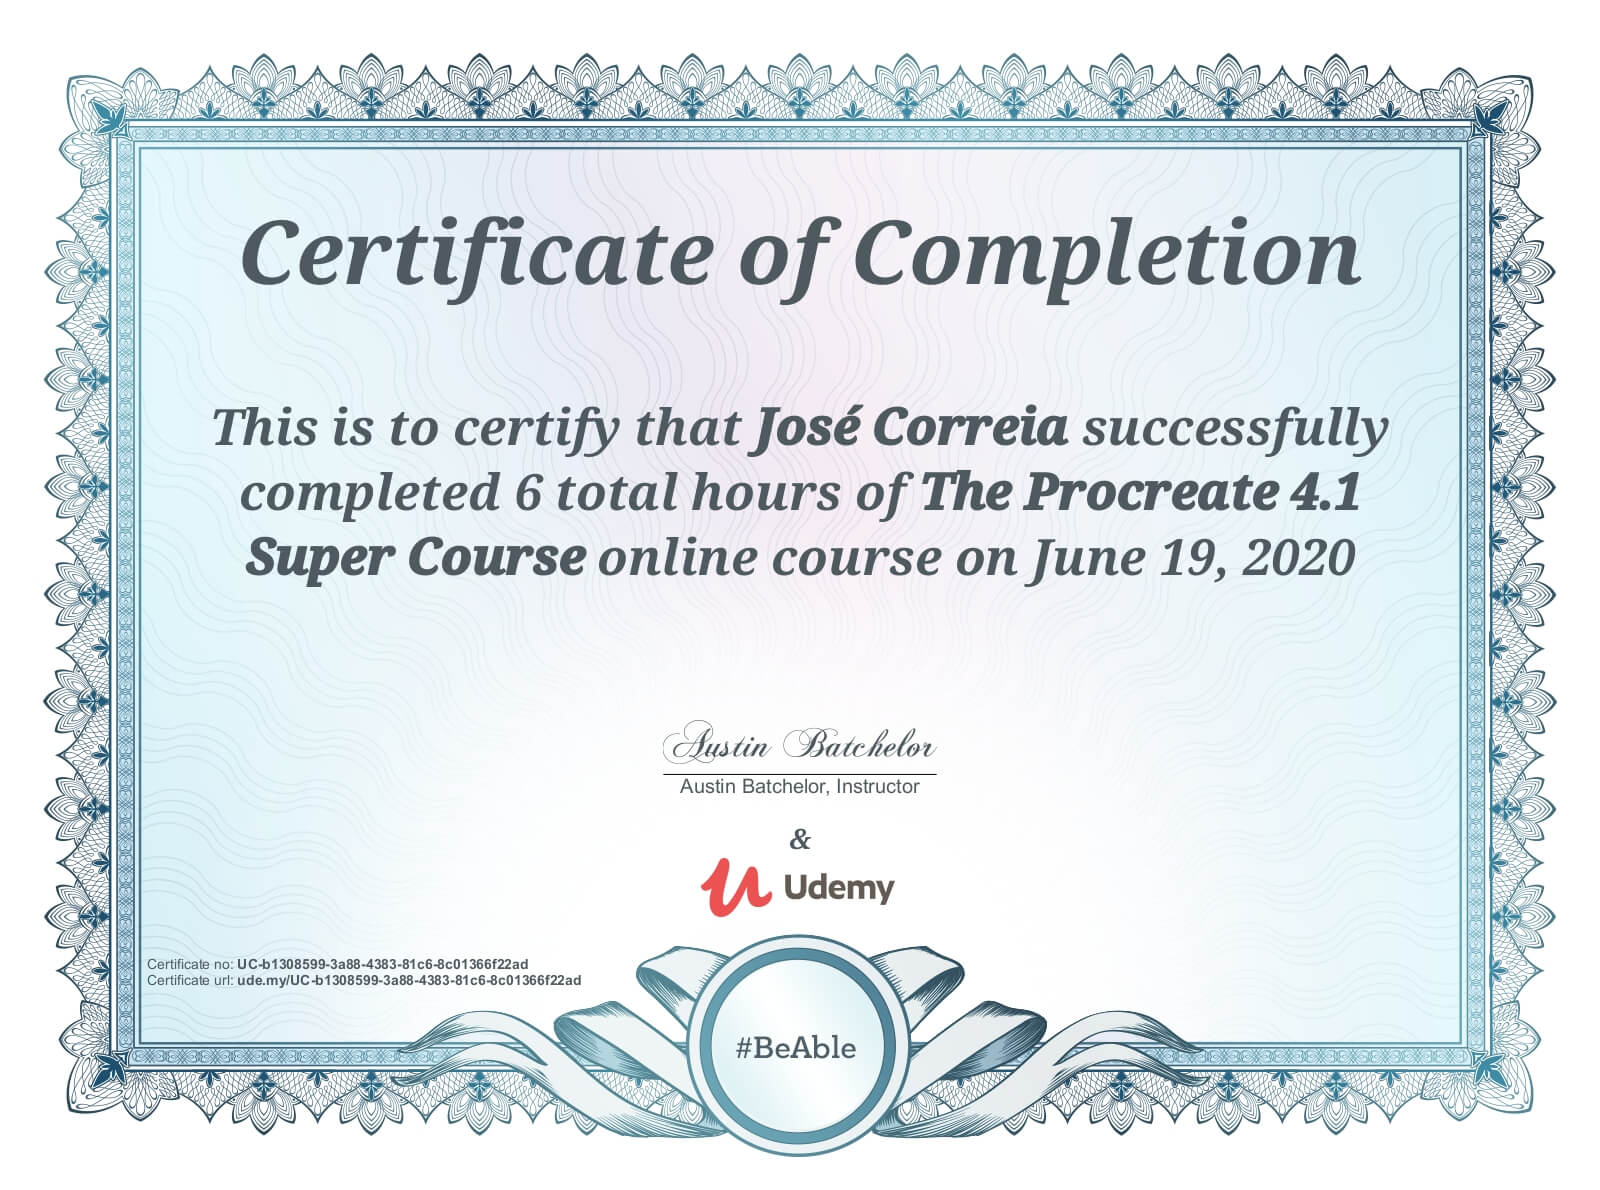 Certificate of Completion
This is to certify that José Correia successfully
completed 6 total hours of The Procreate 4.1
Super Course online course on June 19, 2020
Austin Batchelor
Austin Batchelor, Instructor
&
Udemy
Certificate no: UC-b1308599-3a88-4383-81c6-8c01366f22ad
Certificate url: ude.my/UC-b1308599-3a88-4383-81c6-8c01366f22ad
#BeAble